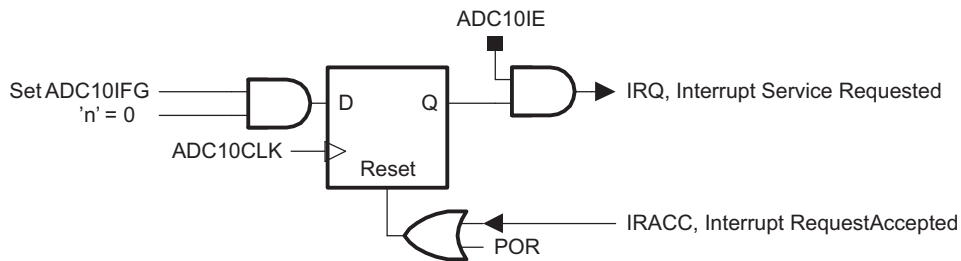 ADC10IE
Set ADC10IFG
'n' = 0
D
Q
IRQ, Interrupt Service Requested
ADC10CLK
Reset
IRACC, Interrupt RequestAccepted
POR